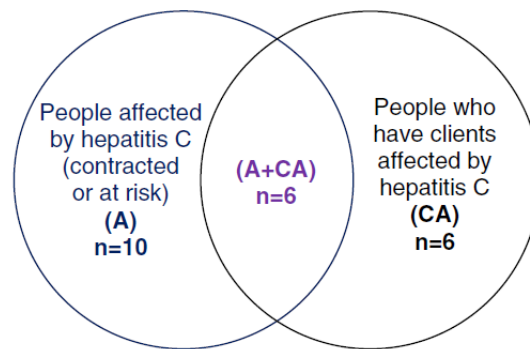 People affected
by hepatitis C
(contracted
or at risk)
(A)
n=10
(A+CA)
n=6
People who
have clients
affected by
hepatitis C
(CA)
n=6